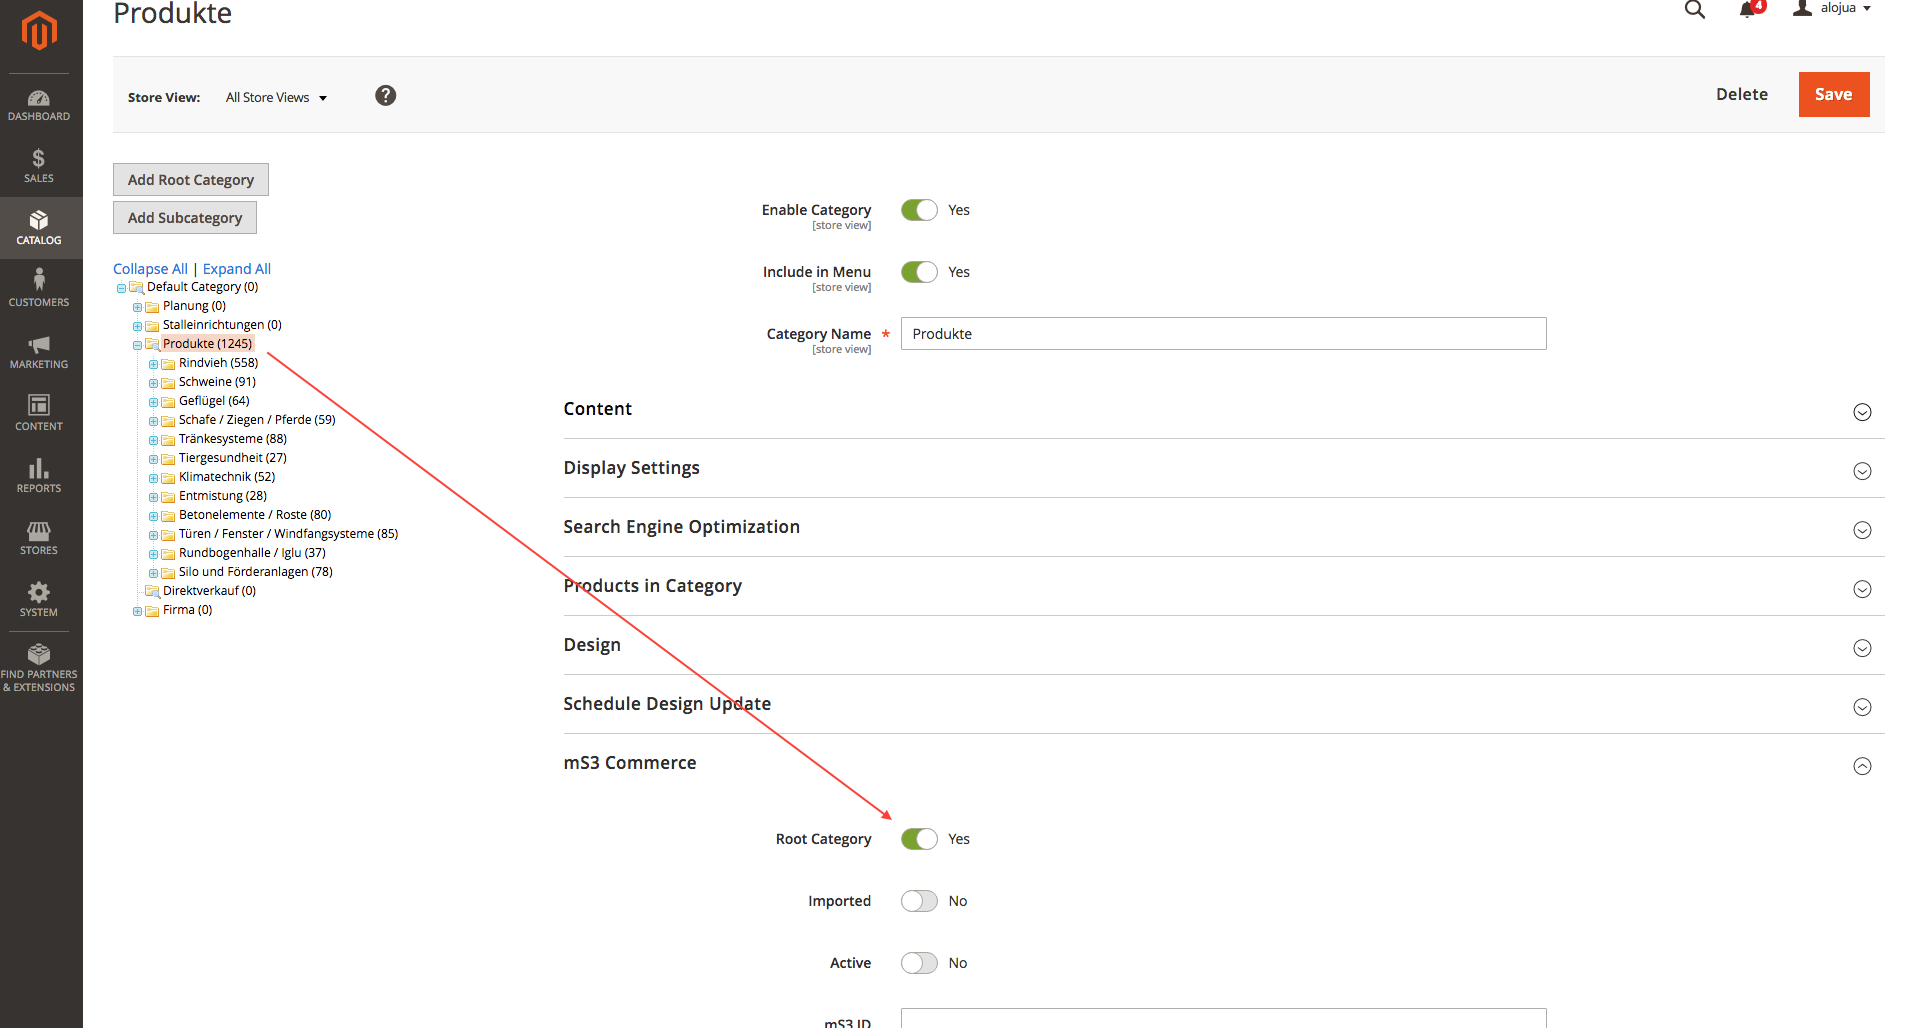 Produkte
4
alojua
Store View: All Store Views ?
Delete
Save
DASHBOARD
$
SALES
CATALOG
CUSTOMERS
MARKETING
CONTENT
REPORTS
STORES
SYSTEM
FIND PARTNERS
& EXTENSIONS
Add Root Category
Add Subcategory
Collapse All | Expand All
Default Category (0)
Planung (0)
Stalleinrichtungen (0)
Produkte (1245)
Rindvieh (558)
Schweine (91)
Geflügel (64)
Schafe / Ziegen / Pferde (59)
Tränkesysteme (88)
Tiergesundheit (27)
Klimatechnik (52)
Entmistung (28)
Betonelemente / Roste (80)
Türen / Fenster / Windfangsysteme (85)
Rundbogenhalle / Iglu (37)
Silo und Förderanlagen (78)
Direktverkauf (0)
Firma (0)
Enable Category Yes
[store view]
Include in Menu Yes
[store view]
Category Name * Produkte
[store view]
Content
Display Settings
Search Engine Optimization
Products in Category
Design
Schedule Design Update
mS3 Commerce
Root Category Yes
Imported No
Active No
mS3 ID